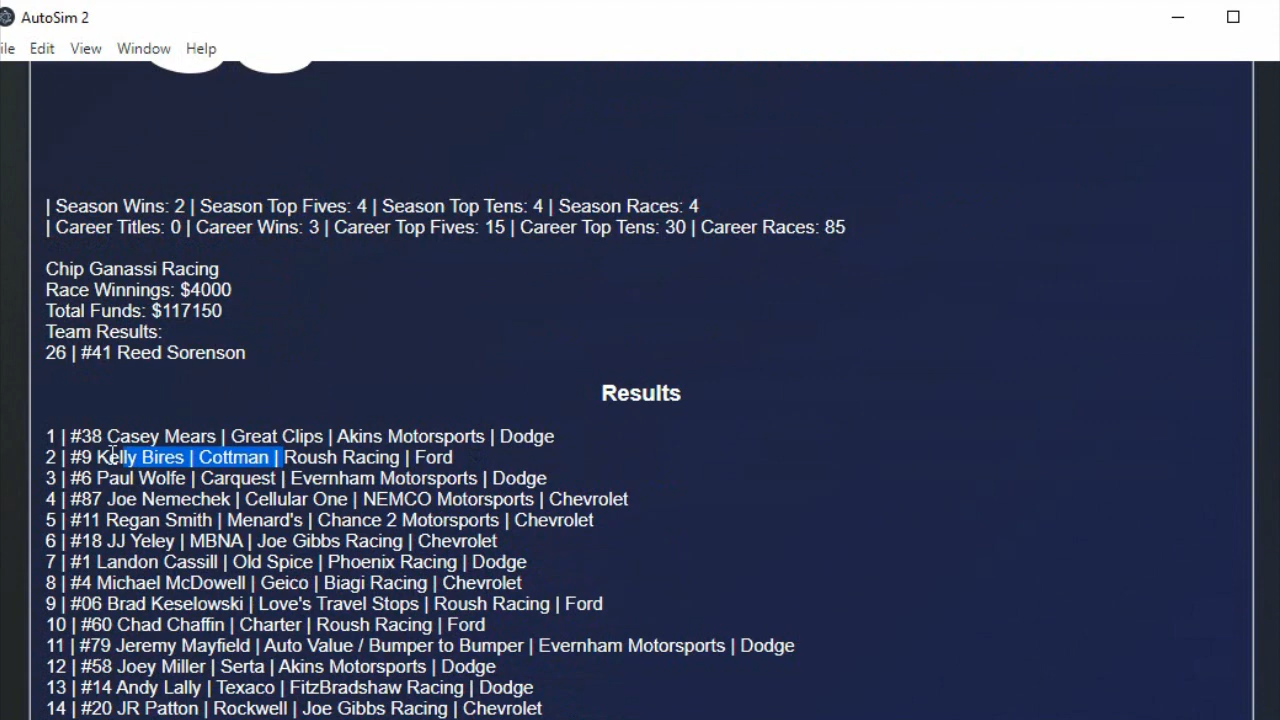 AutoSim 2
ile Edit View Window Help
| Season Wins: 2 | Season Top Fives: 4 | Season Top Tens: 4 | Season Races: 4
| Career Titles: 0 | Career Wins: 3 | Career Top Fives: 15 | Career Top Tens: 30 | Career Races: 85
Chip Ganassi Racing
Race Winnings: $4000
Total Funds: $117150
Team Results:
26 | #41 Reed Sorenson
Results
1 | #38 Casey Mears | Great Clips | Akins Motorsports | Dodge
2 | #9 Kelly Bires | Cottman | Roush Racing | Ford
3 | #6 Paul Wolfe | Carquest | Evernham Motorsports | Dodge
4 | #87 Joe Nemechek | Cellular One | NEMCO Motorsports | Chevrolet
5 | #11 Regan Smith | Menard's | Chance 2 Motorsports | Chevrolet
6 | #18 JJ Yeley | MBNA | Joe Gibbs Racing | Chevrolet
7 | #1 Landon Cassill | Old Spice | Phoenix Racing | Dodge
8 | #4 Michael McDowell | Geico | Biagi Racing | Chevrolet
9 | #06 Brad Keselowski | Love's Travel Stops | Roush Racing | Ford
10 | #60 Chad Chaffin | Charter | Roush Racing | Ford
11 | #79 Jeremy Mayfield | Auto Value / Bumper to Bumper | Evernham Motorsports | Dodge
12 | #58 Joey Miller | Serta | Akins Motorsports | Dodge
13 | #14 Andy Lally | Texaco | FitzBradshaw Racing | Dodge
14 | #20 JR Patton | Rockwell | Joe Gibbs Racing | Chevrolet